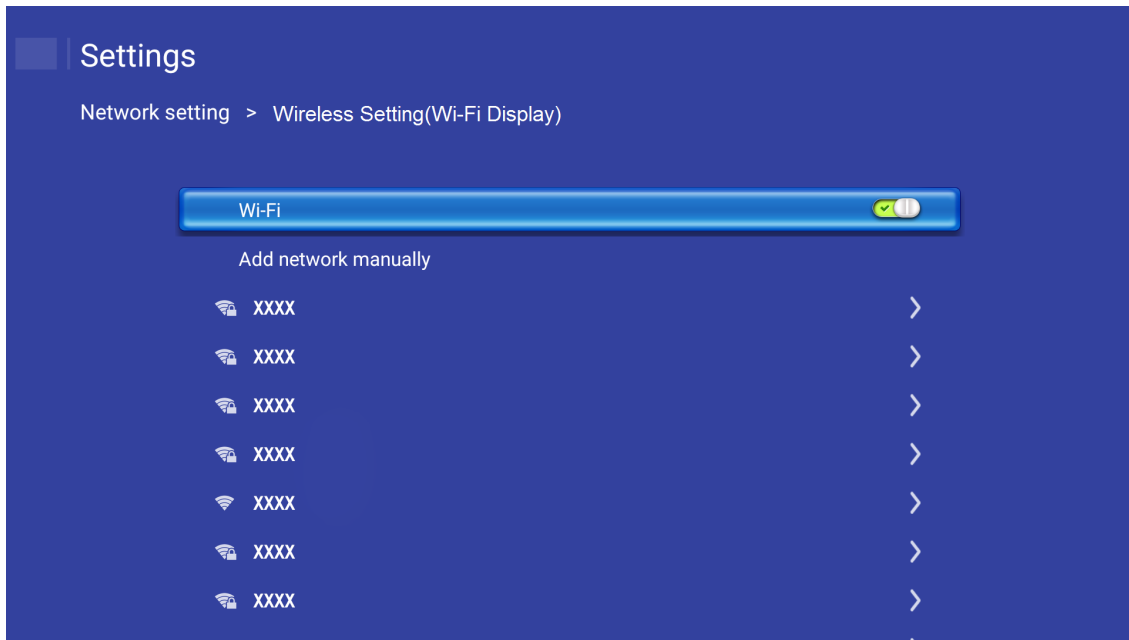 Settings
Network setting > Wireless Setting(Wi-Fi Display)
Wi-Fi
Add network manually
XXXX
XXXX
XXXX
XXXX
XXXX
XXXX
XXXX